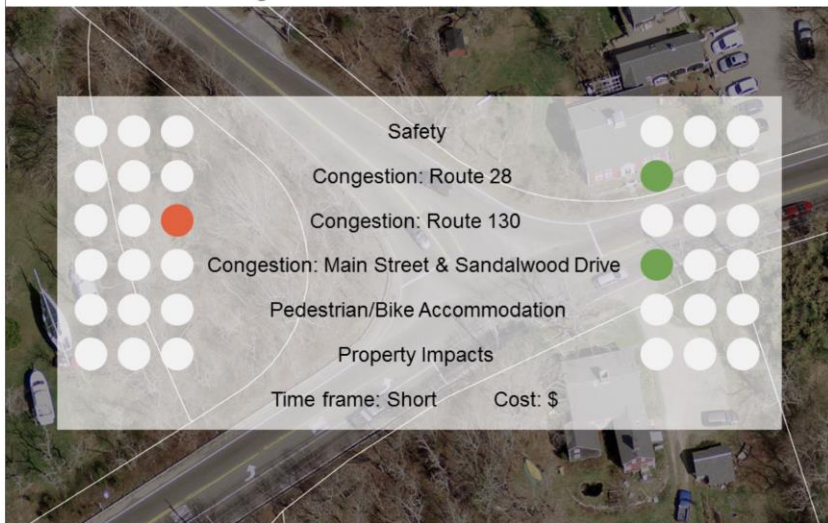 Safety
Congestion: Route 28
Congestion: Route 130
Congestion: Main Street & Sandalwood Drive
Pedestrian/Bike Accommodation
Property Impacts
Time frame: Short Cost: $